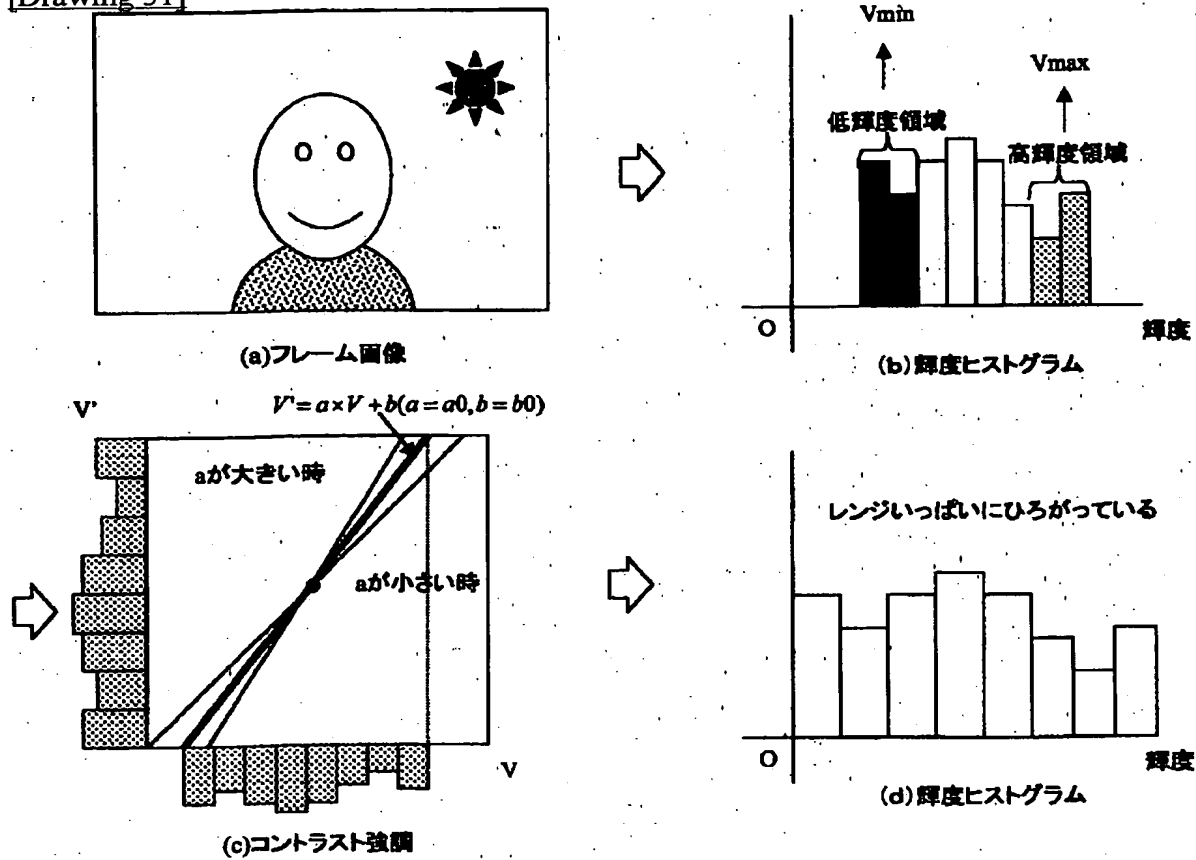 [Drawing 31]
Vmin
Vmax
低輝度領域
高輝度領域
O
輝度
(a)フレーム画像
(b)輝度ヒストグラム
V'
V'=a×V+b(a=a0,b=b0)
aが大きい時
aが小さい時
V
(c)コントラスト強調
レンジいっぱいにひろがっている
O
輝度
(d)輝度ヒストグラム